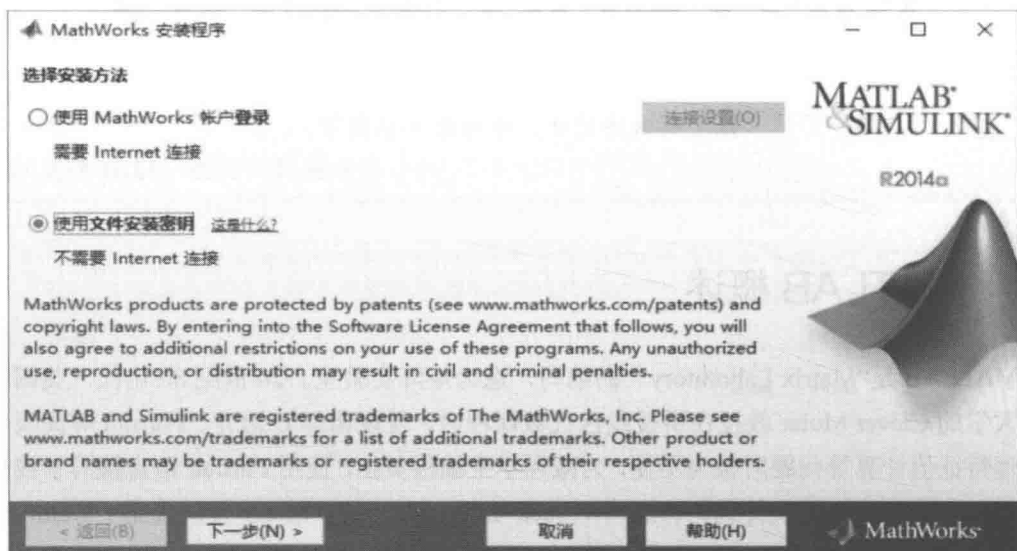 MathWorks 安装程序
选择安装方法
使用 MathWorks 帐户登录
连接设置(O)
需要 Internet 连接
MATLAB®
&SIMULINK®
R2014a
使用文件安装密钥 这是什么?
不需要 Internet 连接
MathWorks products are protected by patents (see www.mathworks.com/patents) and
copyright laws. By entering into the Software License Agreement that follows, you will
also agree to additional restrictions on your use of these programs. Any unauthorized
use, reproduction, or distribution may result in civil and criminal penalties.
MATLAB and Simulink are registered trademarks of The MathWorks, Inc. Please see
www.mathworks.com/trademarks for a list of additional trademarks. Other product or
brand names may be trademarks or registered trademarks of their respective holders.
< 返回(B) 下一步(N) > 取消 帮助(H) MathWorks®